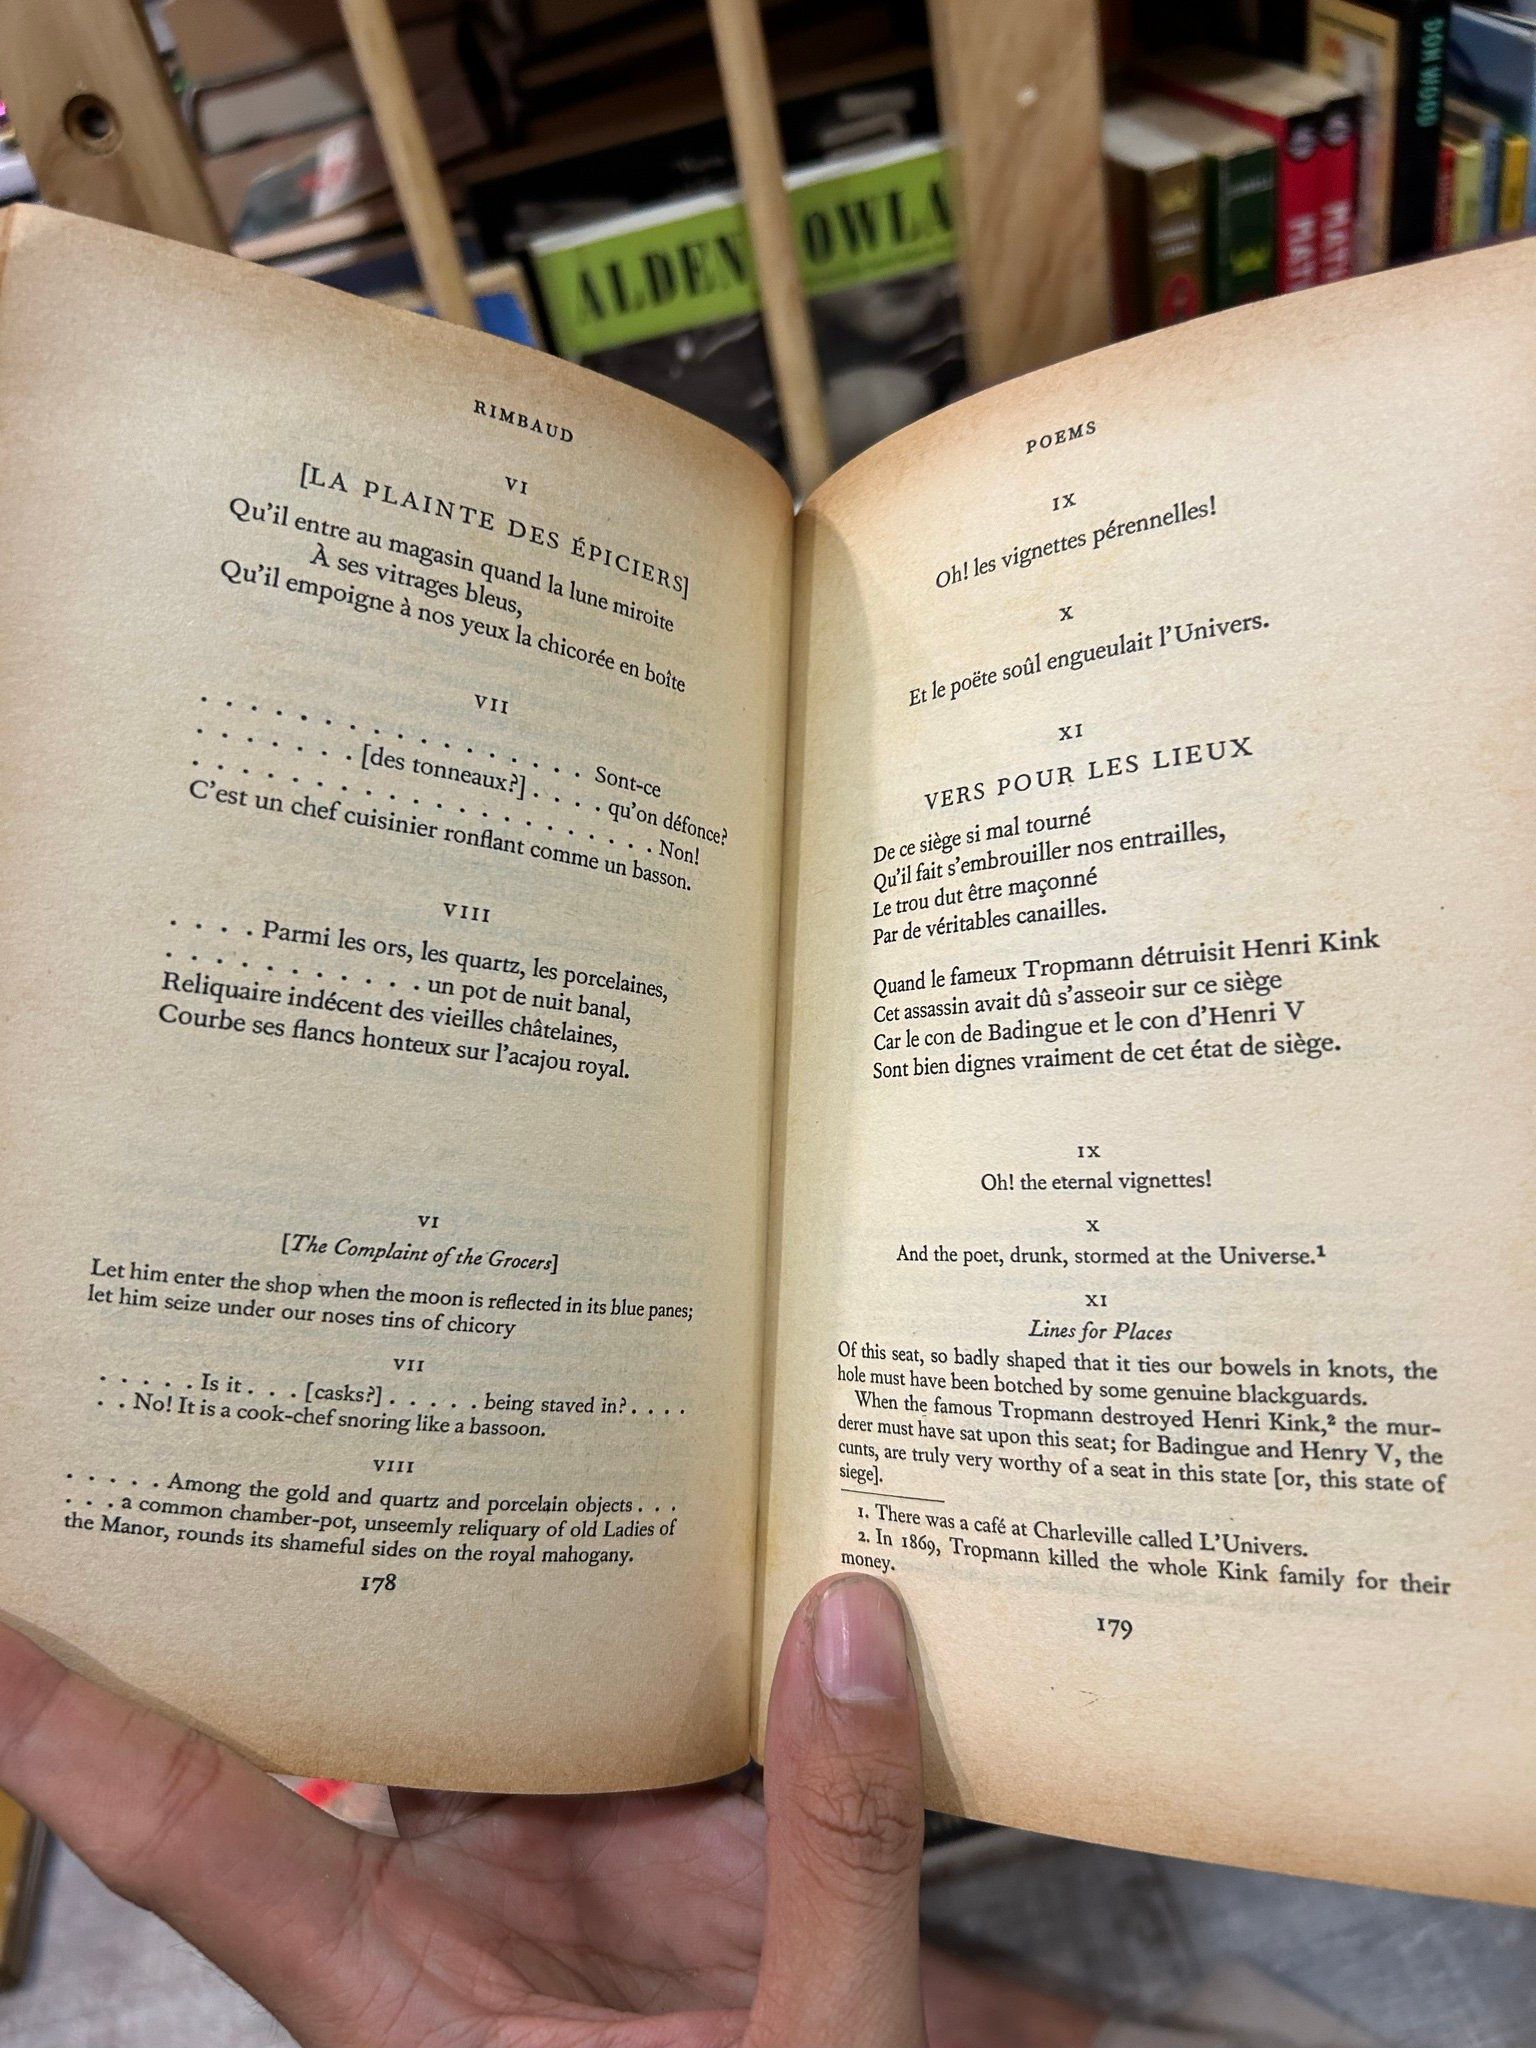 DON WOOD
ALDEN NOWLA
RIMBAUD
VI
[LA PLAINTE DES ÉPICIERS]
Qu'il entre au magasin quand la lune miroite
À ses vitrages bleus,
Qu'il empoigne à nos yeux la chicorée en boîte
VII
. . . . . . . . . . . . . . . . Sont-ce
. . . . . . . [des tonneaux?] . . . . qu'on défonce?
. . . . . . . . . . . . . . . . . . . Non!
C'est un chef cuisinier ronflant comme un basson.
VIII
. . . . Parmi les ors, les quartz, les porcelaines,
. . . . . . . . . . . un pot de nuit banal,
Reliquaire indécent des vieilles châtelaines,
Courbe ses flancs honteux sur l'acajou royal.
VI
[The Complaint of the Grocers]
Let him enter the shop when the moon is reflected in its blue panes;
let him seize under our noses tins of chicory
VII
. . . . . Is it . . . [casks?] . . . . . being staved in? . . . .
. . No! It is a cook-chef snoring like a bassoon.
VIII
. . . . . Among the gold and quartz and porcelain objects . . .
. . . a common chamber-pot, unseemly reliquary of old Ladies of
the Manor, rounds its shameful sides on the royal mahogany.
178
POEMS
IX
Oh! les vignettes pérennelles!
X
Et le poëte soûl engueulait l'Univers.
XI
VERS POUR LES LIEUX
De ce siège si mal tourné
Qu'il fait s'embrouiller nos entrailles,
Le trou dut être maçonné
Par de véritables canailles.
Quand le fameux Tropmann détruisit Henri Kink
Cet assassin avait dû s'asseoir sur ce siège
Car le con de Badingue et le con d'Henri V
Sont bien dignes vraiment de cet état de siège.
IX
Oh! the eternal vignettes!
X
And the poet, drunk, stormed at the Universe.¹
XI
Lines for Places
Of this seat, so badly shaped that it ties our bowels in knots, the
hole must have been botched by some genuine blackguards.
When the famous Tropmann destroyed Henri Kink,² the mur-
derer must have sat upon this seat; for Badingue and Henry V, the
cunts, are truly very worthy of a seat in this state [or, this state of
siege].
1. There was a café at Charleville called L'Univers.
2. In 1869, Tropmann killed the whole Kink family for their
money.
179